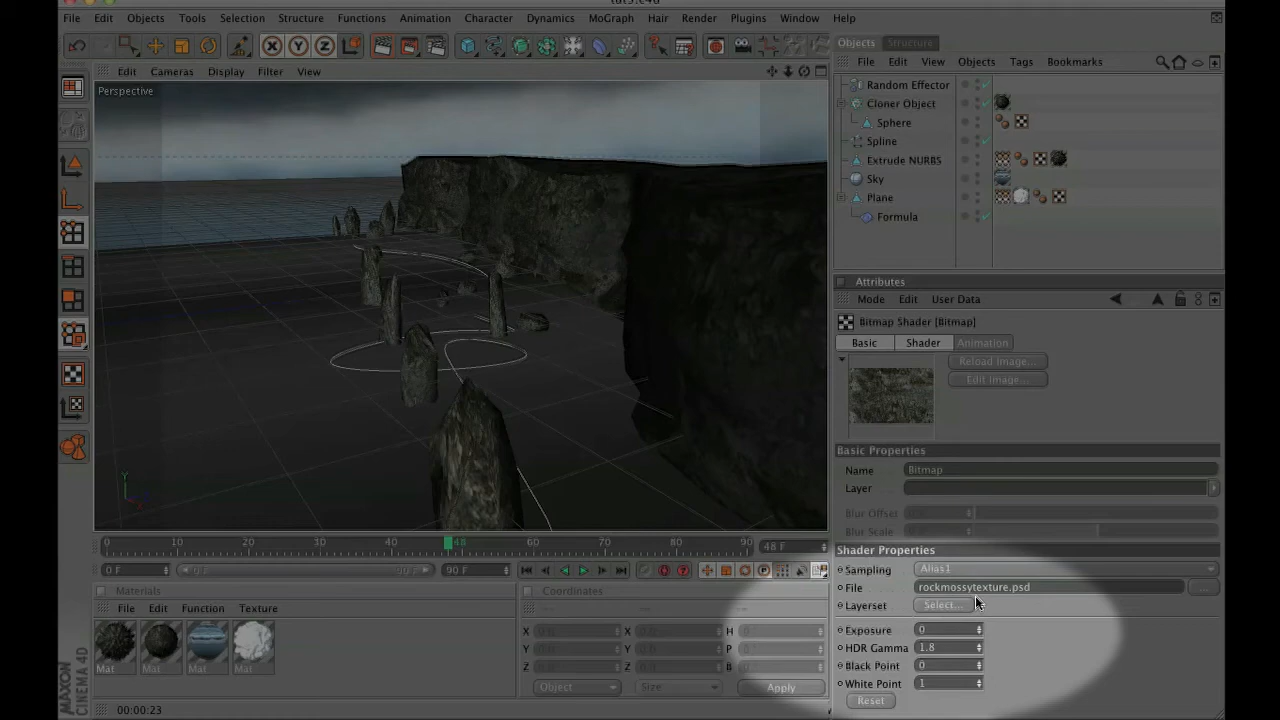 File Edit Objects Tools Selection Structure Functions Animation Character Dynamics MoGraph Hair Render Plugins Window Help
X Y Z
Objects Structure
File Edit View Objects Tags Bookmarks
Edit Cameras Display Filter View
Perspective
Random Effector
Cloner Object
Sphere
Spline
Extrude NURBS
Sky
Plane
Formula
Attributes
Mode Edit User Data
Bitmap Shader [Bitmap]
Basic Shader Animation
Reload Image...
Edit Image...
Basic Properties
Name Bitmap
Layer
Blur Offset
Blur Scale
Y
X
0 10 20 30 40 48 60 70 80 90 48 F
0 F 0 F 90 F 90 F
Shader Properties
Sampling Alias1
File rockmossytexture.psd ...
Layerset Select...
Exposure 0
HDR Gamma 1.8
Black Point 0
White Point 1
Reset
Materials
File Edit Function Texture
Mat Mat Mat Mat
Coordinates
X X H
Y Y P
Z Z B
Object Size Apply
00:00:23
MAXON
CINEMA 4D